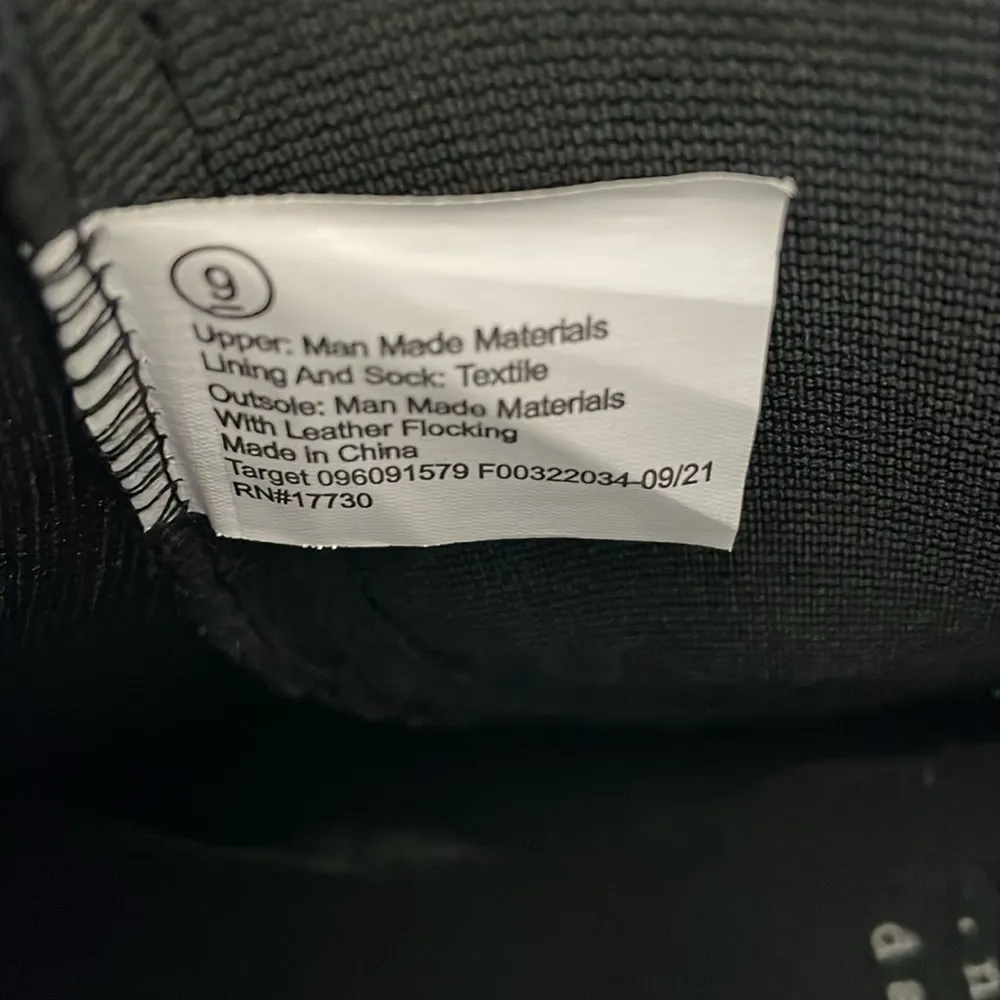 9
Upper: Man Made Materials
Lining And Sock: Textile
Outsole: Man Made Materials
With Leather Flocking
Made in China
Target 096091579 F00322034-09/21
RN#17730